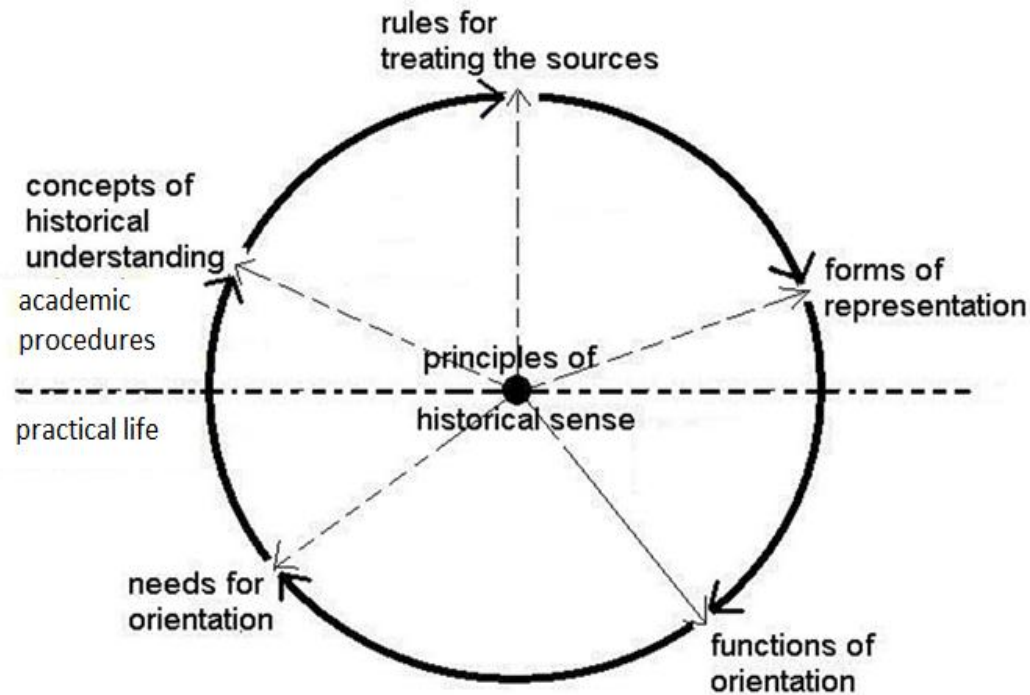 rules for
treating the sources
concepts of
historical
understanding
forms of
representation
academic
procedures
principles of
historical sense
practical life
needs for
orientation
functions of
orientation